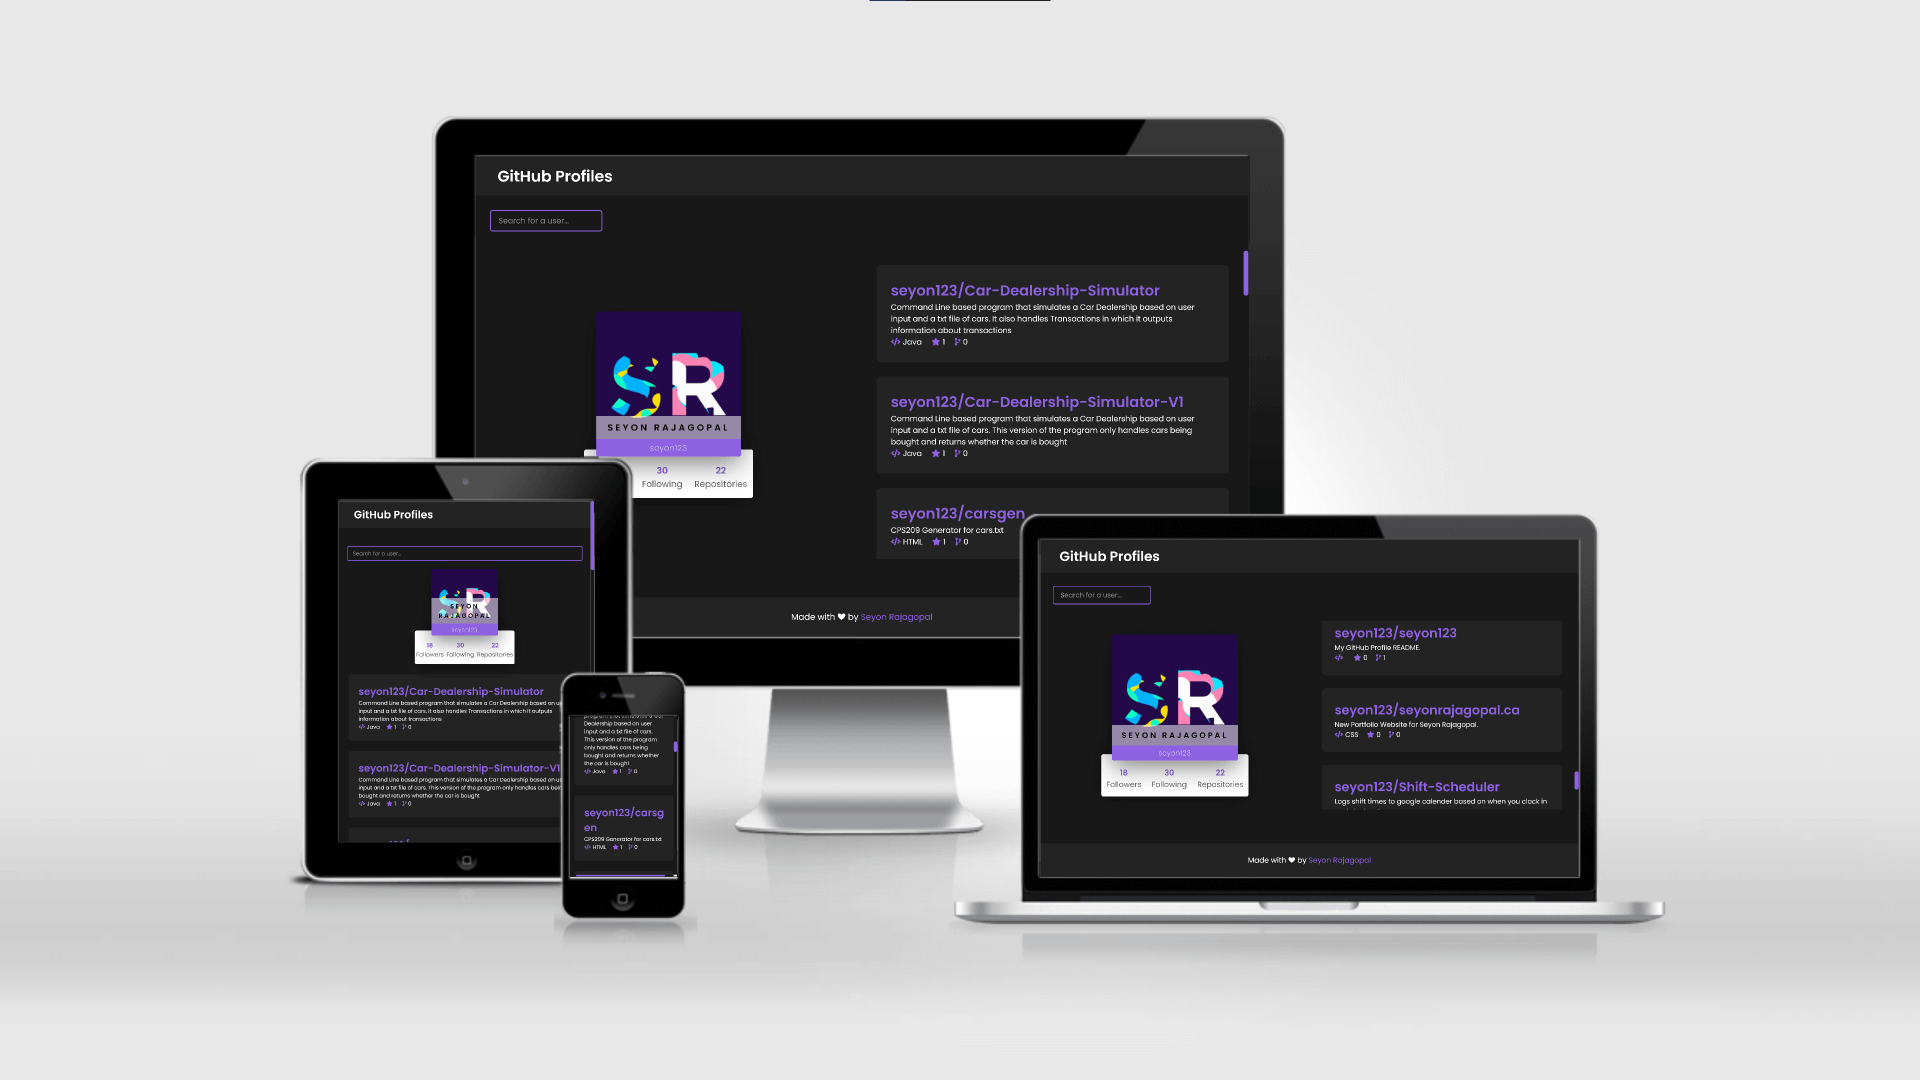 GitHub Profiles
Search for a user...
SR
SEYON RAJAGOPAL
seyon123
30
22
Following
Repositories
seyon123/Car-Dealership-Simulator
Command Line based program that simulates a Car Dealership based on user
input and a txt file of cars. It also handles Transactions in which it outputs
information about transactions
Java 1 0
seyon123/Car-Dealership-Simulator-V1
Command Line based program that simulates a Car Dealership based on user
input and a txt file of cars. This version of the program only handles cars being
bought and returns whether the car is bought
Java 1 0
seyon123/carsgen
CPS209 Generator for cars.txt
HTML 1 0
Made with ♥ by Seyon Rajagopal
GitHub Profiles
Search for a user...
SR
SEYON
RAJAGOPAL
seyon123
18 30 22
Followers Following Repositories
seyon123/Car-Dealership-Simulator
Command Line based program that simulates a Car Dealership based on
input and a txt file of cars. It also handles Transactions in which it outputs
information about transactions
Java 1 0
seyon123/Car-Dealership-Simulator-V1
Command Line based program that simulates a Car Dealership based on
input and a txt file of cars. This version of the program only handles cars
bought and returns whether the car is bought
Java 1 0
Dealership based on user
input and a txt file of cars.
This version of the program
only handles cars being
bought and returns whether
the car is bought
Java 1 0
seyon123/carsg
en
CPS209 Generator for cars.txt
HTML 1 0
GitHub Profiles
Search for a user...
SR
SEYON RAJAGOPAL
seyon123
18 30 22
Followers Following Repositories
seyon123/seyon123
My GitHub Profile README.
0 1
seyon123/seyonrajagopal.ca
New Portfolio Website for Seyon Rajagopal.
CSS 0 0
seyon123/Shift-Scheduler
Logs shift times to google calender based on when you clock in
Made with ♥ by Seyon Rajagopal